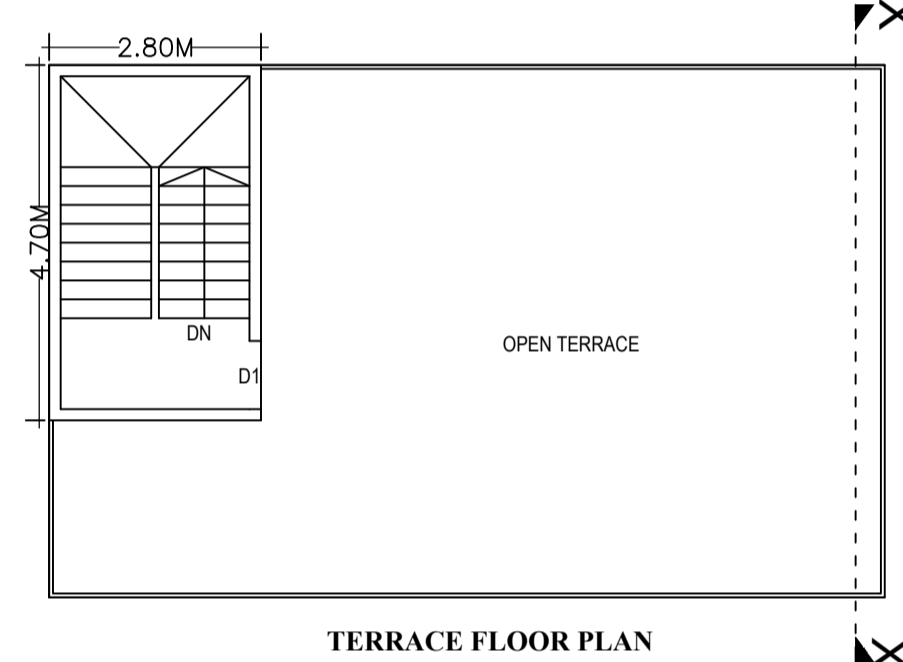 X
2.80M
4.70M
DN
OPEN TERRACE
D1
TERRACE FLOOR PLAN
X